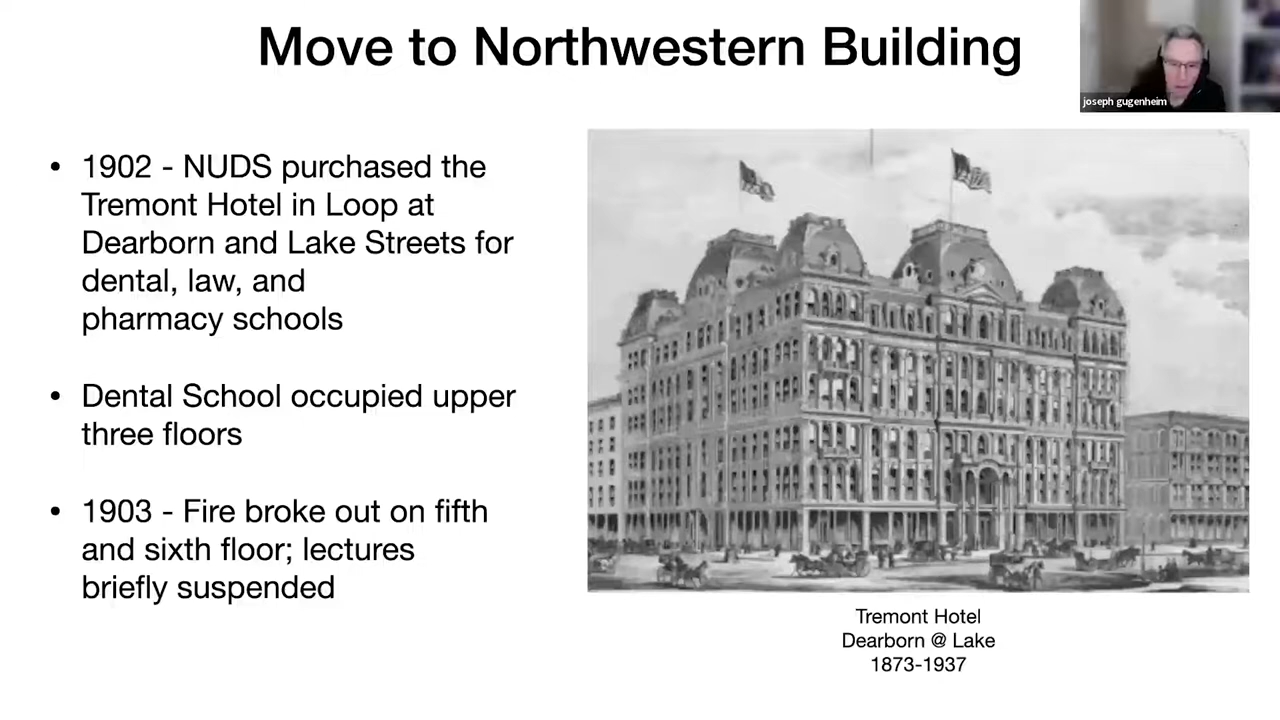 Move to Northwestern Building
joseph gugenheim
• 1902 - NUDS purchased the
Tremont Hotel in Loop at
Dearborn and Lake Streets for
dental, law, and
pharmacy schools
• Dental School occupied upper
three floors
• 1903 - Fire broke out on fifth
and sixth floor; lectures
briefly suspended
Tremont Hotel
Dearborn @ Lake
1873-1937